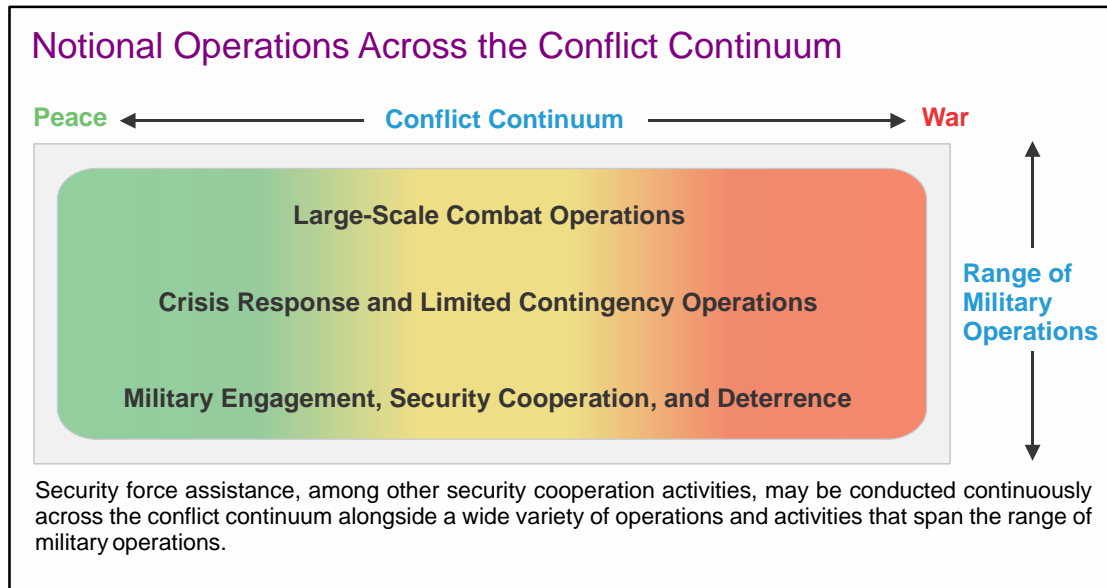 Notional Operations Across the Conflict Continuum
Peace
Conflict Continuum
War
Large-Scale Combat Operations
Crisis Response and Limited Contingency Operations
Military Engagement, Security Cooperation, and Deterrence
Range of
Military
Operations
Security force assistance, among other security cooperation activities, may be conducted continuously
across the conflict continuum alongside a wide variety of operations and activities that span the range of
military operations.